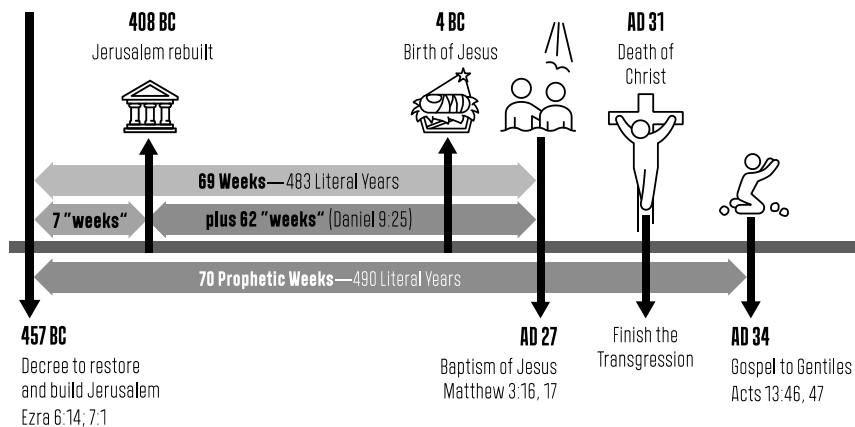 408 BC
Jerusalem rebuilt
4 BC
Birth of Jesus
AD 31
Death of
Christ
69 Weeks—483 Literal Years
7 "weeks“
plus 62 "weeks“ (Daniel 9:25)
70 Prophetic Weeks—490 Literal Years
457 BC
Decree to restore
and build Jerusalem
Ezra 6:14; 7:1
AD 27
Baptism of Jesus
Matthew 3:16, 17
Finish the
Transgression
AD 34
Gospel to Gentiles
Acts 13:46, 47